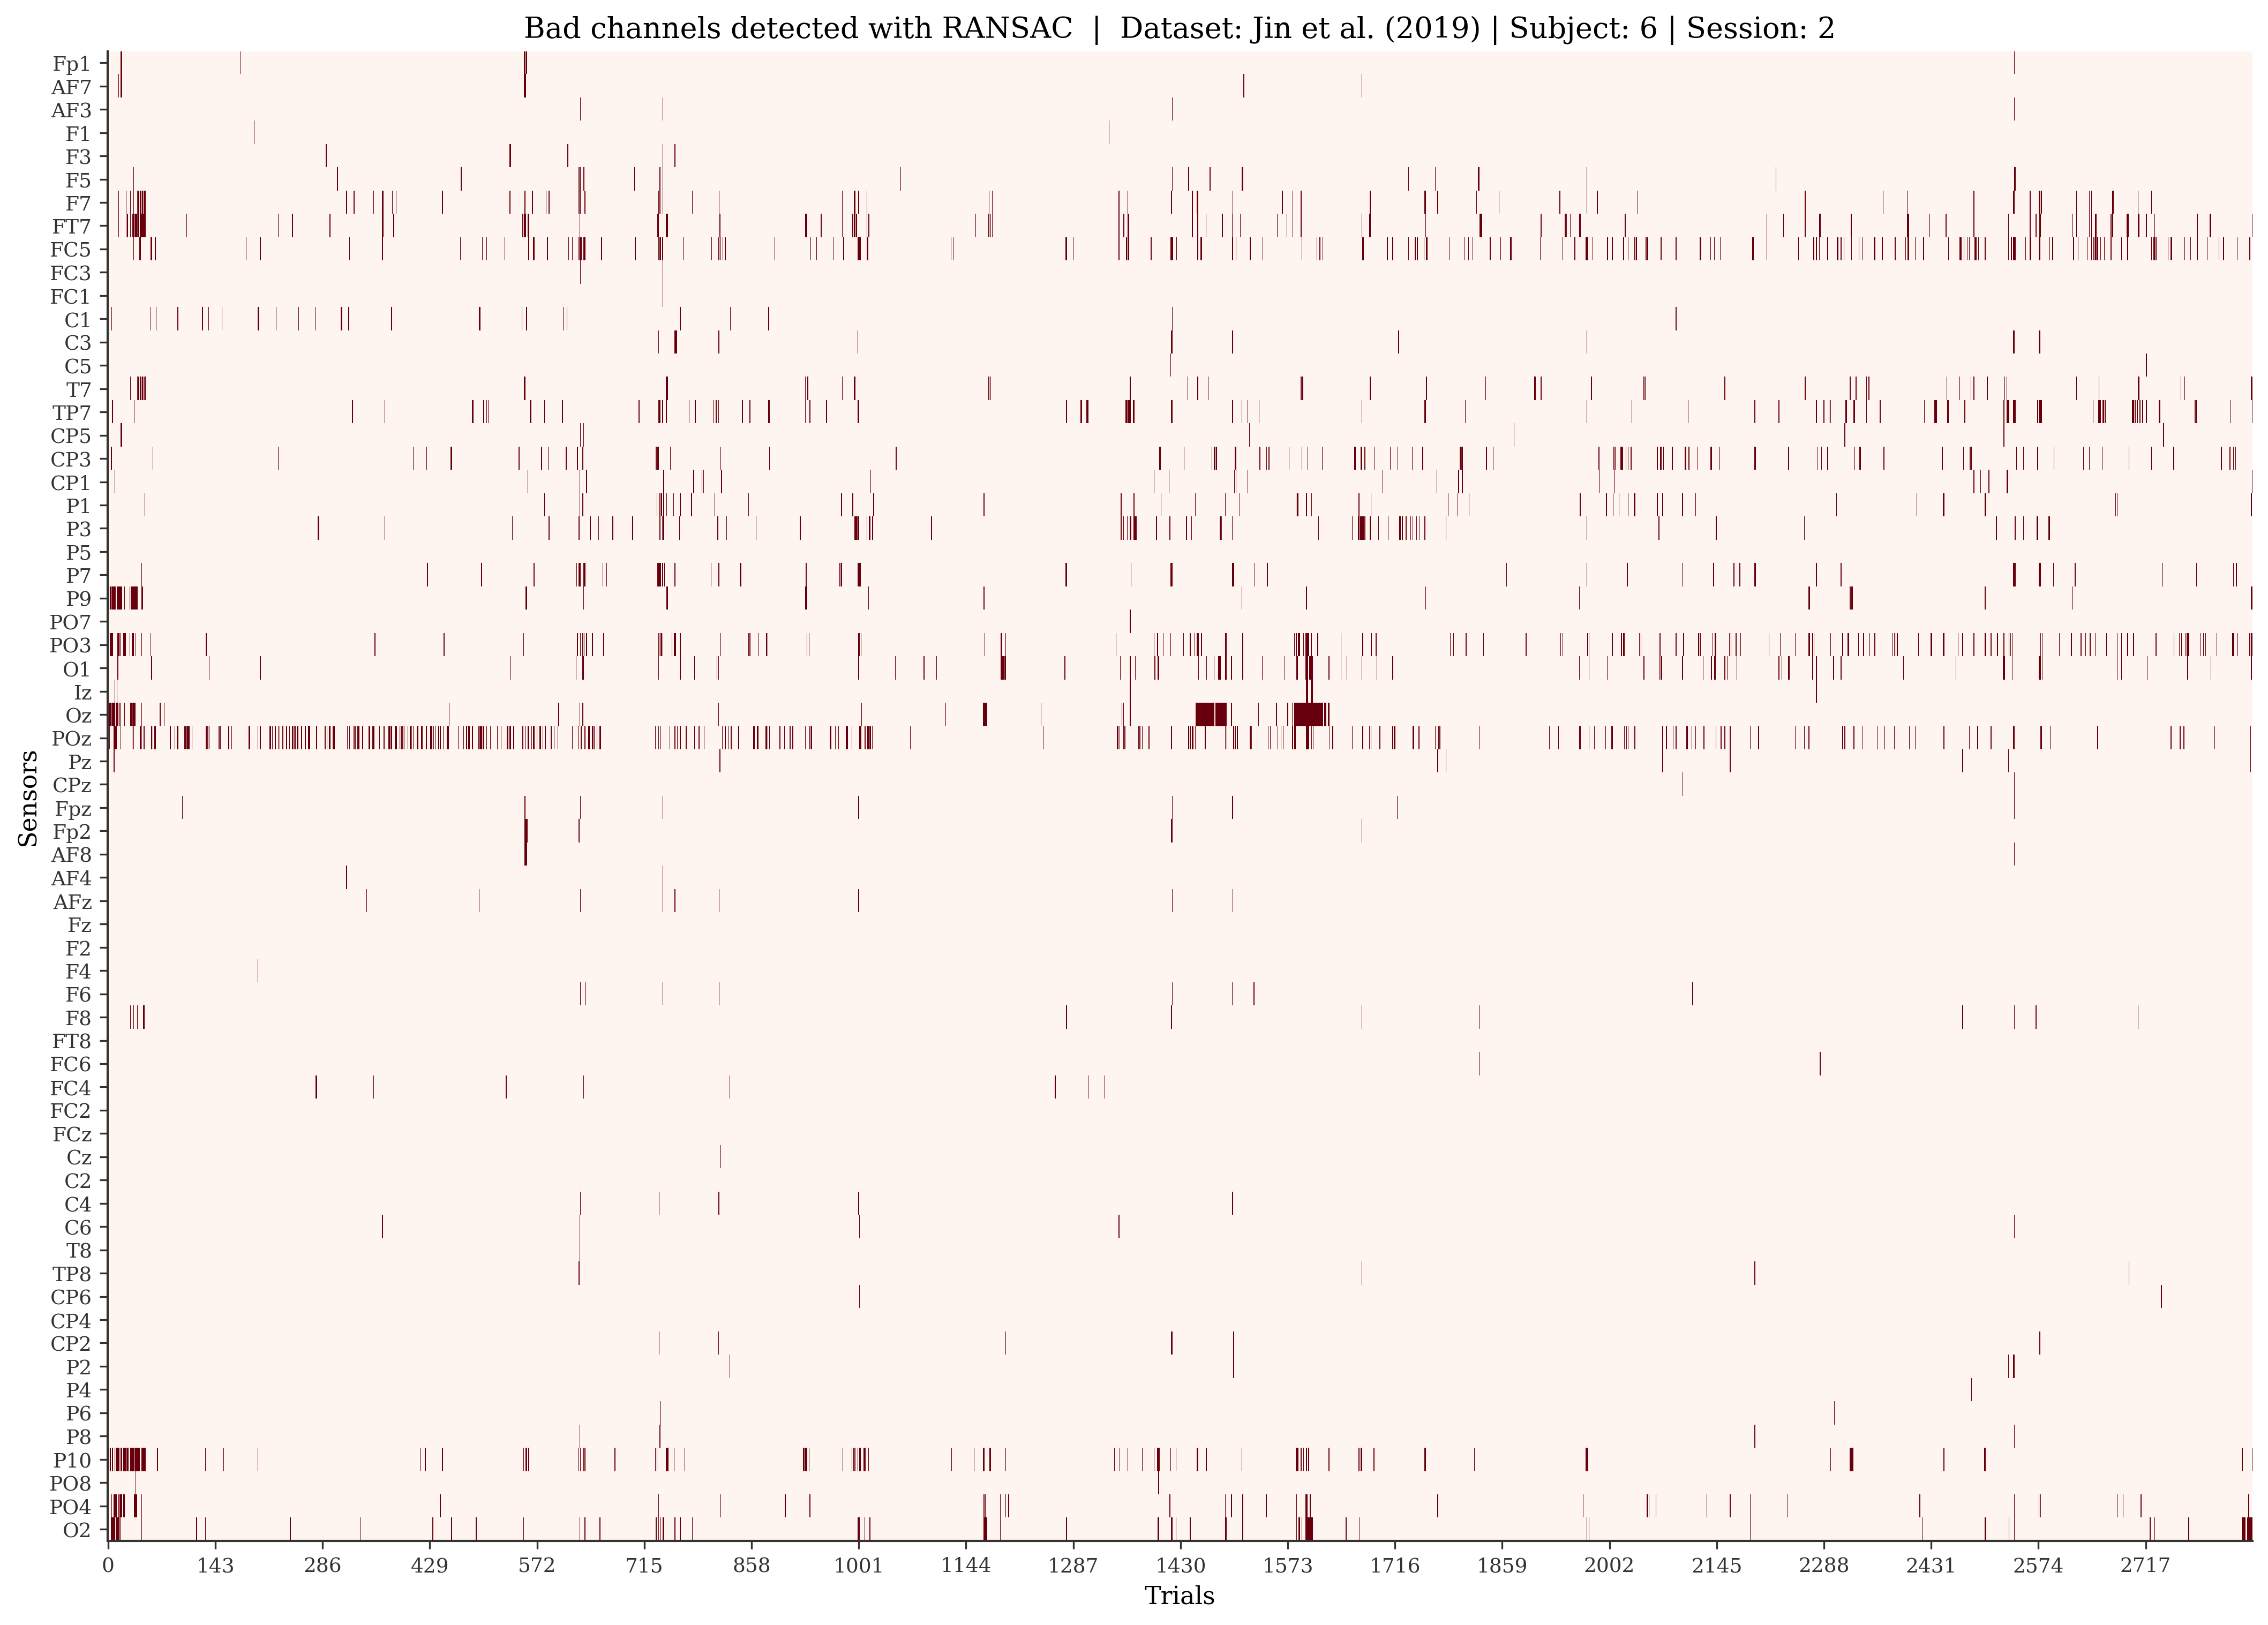 Bad channels detected with RANSAC | Dataset: Jin et al. (2019) | Subject: 6 | Session: 2
Sensors
Fp1
AF7
AF3
F1
F3
F5
F7
FT7
FC5
FC3
FC1
C1
C3
C5
T7
TP7
CP5
CP3
CP1
P1
P3
P5
P7
P9
PO7
PO3
O1
Iz
Oz
POz
Pz
CPz
Fpz
Fp2
AF8
AF4
AFz
Fz
F2
F4
F6
F8
FT8
FC6
FC4
FC2
FCz
Cz
C2
C4
C6
T8
TP8
CP6
CP4
CP2
P2
P4
P6
P8
P10
PO8
PO4
O2
0 143 286 429 572 715 858 1001 1144 1287 1430 1573 1716 1859 2002 2145 2288 2431 2574 2717
Trials